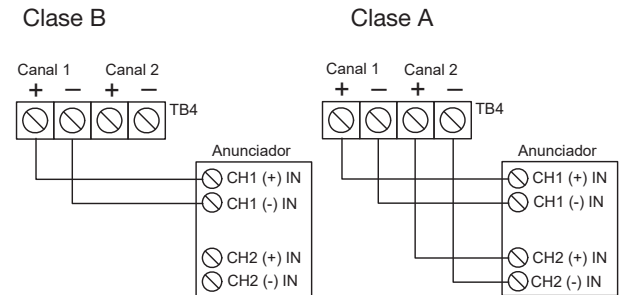 Clase B
Canal 1 Canal 2
+ — + —
TB4
Anunciador
CH1 (+) IN
CH1 (-) IN
CH2 (+) IN
CH2 (-) IN
Clase A
Canal 1 Canal 2
+ — + —
TB4
Anunciador
CH1 (+) IN
CH1 (-) IN
CH2 (+) IN
CH2 (-) IN